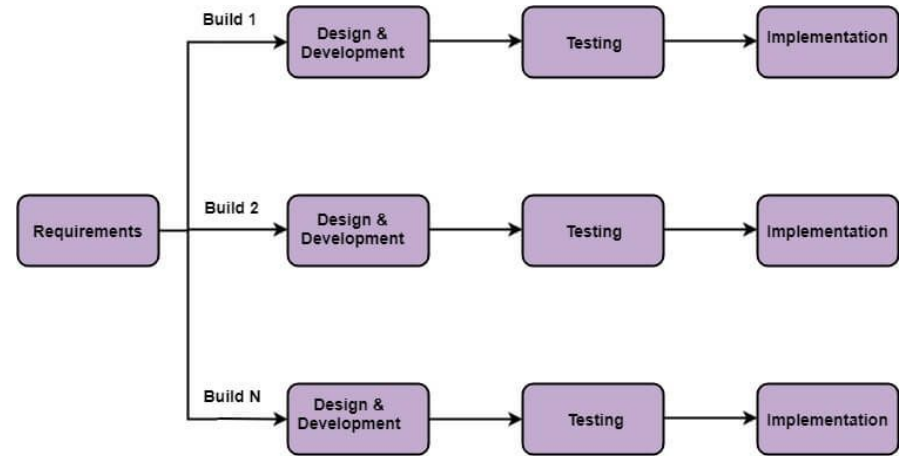 Build 1
Design &
Development
Testing
Implementation
Requirements
Build 2
Design &
Development
Testing
Implementation
Build N
Design &
Development
Testing
Implementation